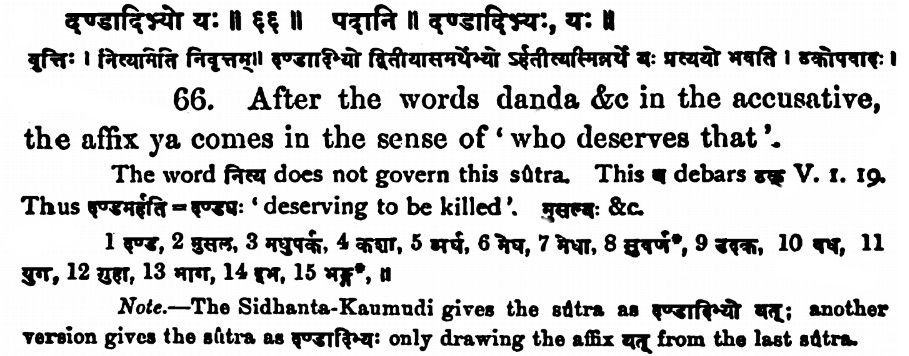 दण्डादिभ्यो यः ॥ ६६ ॥ पदानि ॥ दण्डादिभ्यः, यः ॥
वृत्तिः । नित्यमिति निवृत्तम्॥ दण्डादिभ्यो द्वितीयासमर्थेभ्यो ऽर्हतीत्यस्मिन्नर्थे यः प्रत्ययो भवति । ठकोपवादः ।
66. After the words danda &c in the accusative,
the affix ya comes in the sense of ‘ who deserves that ’.
The word नित्य does not govern this sûtra. This य debars ठक् V. 1. 19.
Thus दण्डमर्हति = दण्ड्यः ‘ deserving to be killed ’. मुसल्यः &c.
1 दण्ड, 2 मुसल, 3 मधुपर्क, 4 कशा, 5 अर्घ, 6 मेघ, 7 मेधा, 8 सुवर्ण*, 9 उदक, 10 वध, 11
युग, 12 गुहा, 13 भाग, 14 इभ, 15 भङ्ग*, ॥
Note.—The Sidhanta-Kaumudi gives the sûtra as दण्डादिभ्यो यत्; another
version gives the sûtra as दण्डादिभ्यः only drawing the affix यत् from the last sûtra.